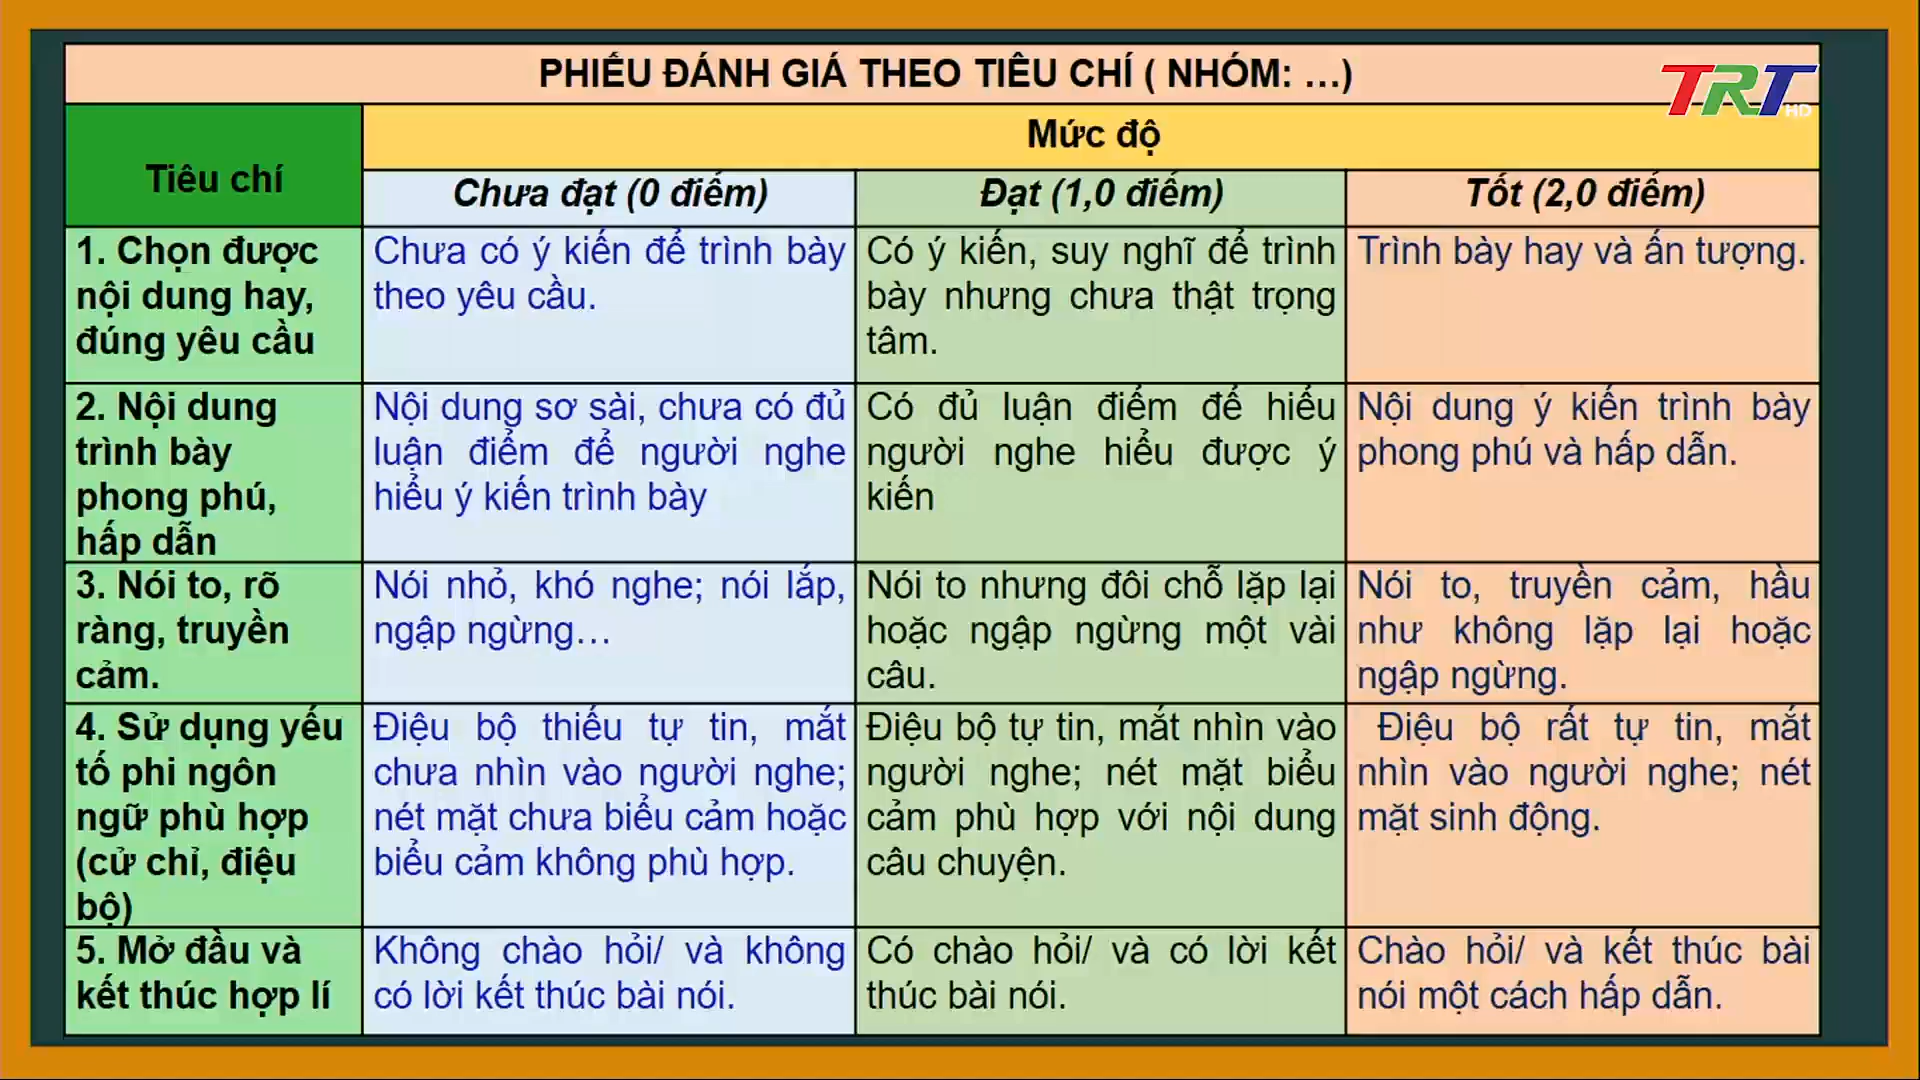 PHIẾU ĐÁNH GIÁ THEO TIÊU CHÍ ( NHÓM: …)
TRT HD
Tiêu chí
Mức độ
Chưa đạt (0 điểm)
Đạt (1,0 điểm)
Tốt (2,0 điểm)
1. Chọn được
nội dung hay,
đúng yêu cầu
Chưa có ý kiến để trình bày
theo yêu cầu.
Có ý kiến, suy nghĩ để trình
bày nhưng chưa thật trọng
tâm.
Trình bày hay và ấn tượng.
2. Nội dung
trình bày
phong phú,
hấp dẫn
Nội dung sơ sài, chưa có đủ
luận điểm để người nghe
hiểu ý kiến trình bày
Có đủ luận điểm để hiểu
người nghe hiểu được ý
kiến
Nội dung ý kiến trình bày
phong phú và hấp dẫn.
3. Nói to, rõ
ràng, truyền
cảm.
Nói nhỏ, khó nghe; nói lắp,
ngập ngừng…
Nói to nhưng đôi chỗ lặp lại
hoặc ngập ngừng một vài
câu.
Nói to, truyền cảm, hầu
như không lặp lại hoặc
ngập ngừng.
4. Sử dụng yếu
tố phi ngôn
ngữ phù hợp
(cử chỉ, điệu
bộ)
Điệu bộ thiếu tự tin, mắt
chưa nhìn vào người nghe;
nét mặt chưa biểu cảm hoặc
biểu cảm không phù hợp.
Điệu bộ tự tin, mắt nhìn vào
người nghe; nét mặt biểu
cảm phù hợp với nội dung
câu chuyện.
Điệu bộ rất tự tin, mắt
nhìn vào người nghe; nét
mặt sinh động.
5. Mở đầu và
kết thúc hợp lí
Không chào hỏi/ và không
có lời kết thúc bài nói.
Có chào hỏi/ và có lời kết
thúc bài nói.
Chào hỏi/ và kết thúc bài
nói một cách hấp dẫn.